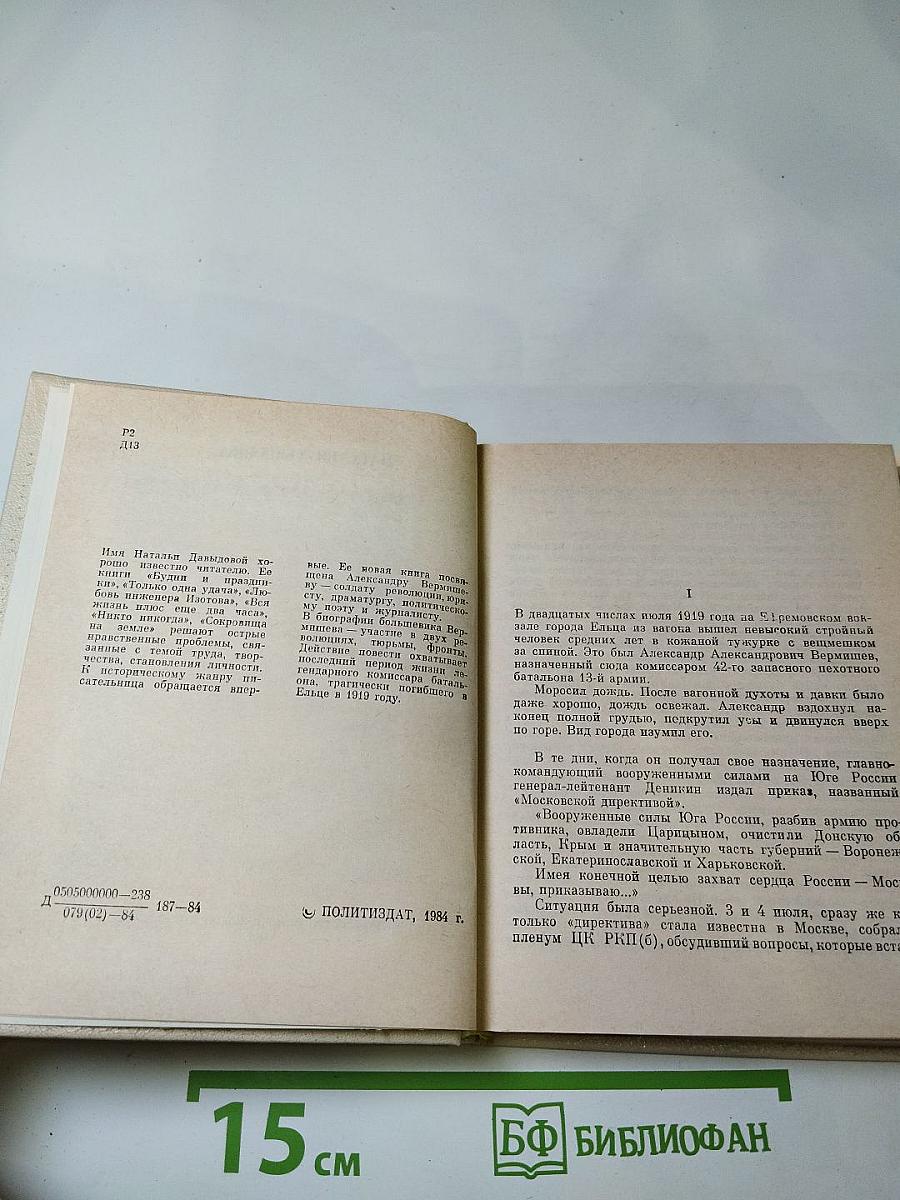 Р2
Д13
Имя Натальи Давыдовой хо-
рошо известно читателю. Ее
книги «Будни и праздни-
ки», «Только одна удача», «Лю-
бовь инженера Изотова», «Вся
жизнь плюс еще два часа»,
«Никто никогда», «Сокровища
на земле» решают острые
нравственные проблемы, свя-
занные с темой труда, твор-
чества, становления личности.
К историческому жанру пи-
сательница обращается впер-
вые. Ее новая книга посвя-
щена Александру Вермише-
ву — солдату революции, юри-
сту, драматургу, политическо-
му поэту и журналисту.
В биографии большевика Вер-
мишева — участие в двух ре-
волюциях, тюрьмы, фронты.
Действие повести охватывает
последний период жизни ле-
гендарного комиссара баталь-
она, трагически погибшего в
Ельце в 1919 году.
Д 0505000000—238
079(02)—84 187—84
© ПОЛИТИЗДАТ, 1984 г.
I
В двадцатых числах июля 1919 года на Ефремовском вок-
зале города Ельца из вагона вышел невысокий стройный
человек средних лет в кожаной тужурке с вещмешком
за спиной. Это был Александр Александрович Вермишев,
назначенный сюда комиссаром 42-го запасного пехотного
батальона 13-й армии.
Моросил дождь. После вагонной духоты и давки было
даже хорошо, дождь освежал. Александр вздохнул на-
конец полной грудью, подкрутил усы и двинулся вверх
по горе. Вид города изумил его.
В те дни, когда он получал свое назначение, главно-
командующий вооруженными силами на Юге России
генерал-лейтенант Деникин издал приказ, названный
«Московской директивой».
«Вооруженные силы Юга России, разбив армию про-
тивника, овладели Царицыном, очистили Донскую об
ласть, Крым и значительную часть губерний — Воронеж
ской, Екатеринославской и Харьковской.
Имея конечной целью захват сердца России — Моск
вы, приказываю...»
Ситуация была серьезной. 3 и 4 июля, сразу же к
только «директива» стала известна в Москве, собрал
пленум ЦК РКП(б), обсудивший вопросы, которые вста
15 см
БФ БИБЛИОФАН